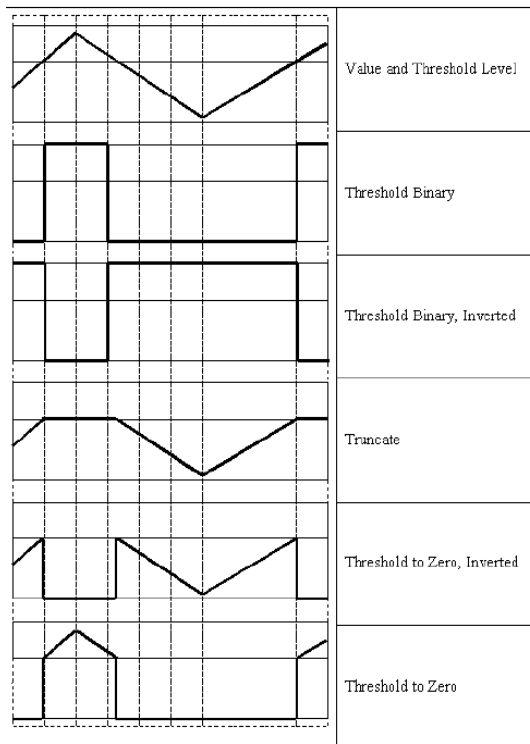 Value and Threshold Level
Threshold Binary
Threshold Binary, Inverted
Truncate
Threshold to Zero, Inverted
Threshold to Zero